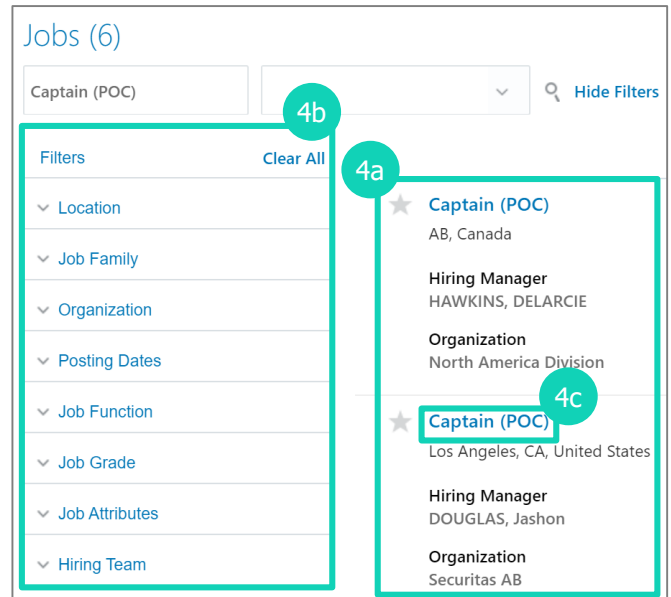 Jobs (6)
Captain (POC)
Hide Filters
4b
Filters
Clear All
Location
Job Family
Organization
Posting Dates
Job Function
Job Grade
Job Attributes
Hiring Team
4a
Captain (POC)
AB, Canada
Hiring Manager
HAWKINS, DELARCIE
Organization
North America Division
4c
Captain (POC)
Los Angeles, CA, United States
Hiring Manager
DOUGLAS, Jashon
Organization
Securitas AB